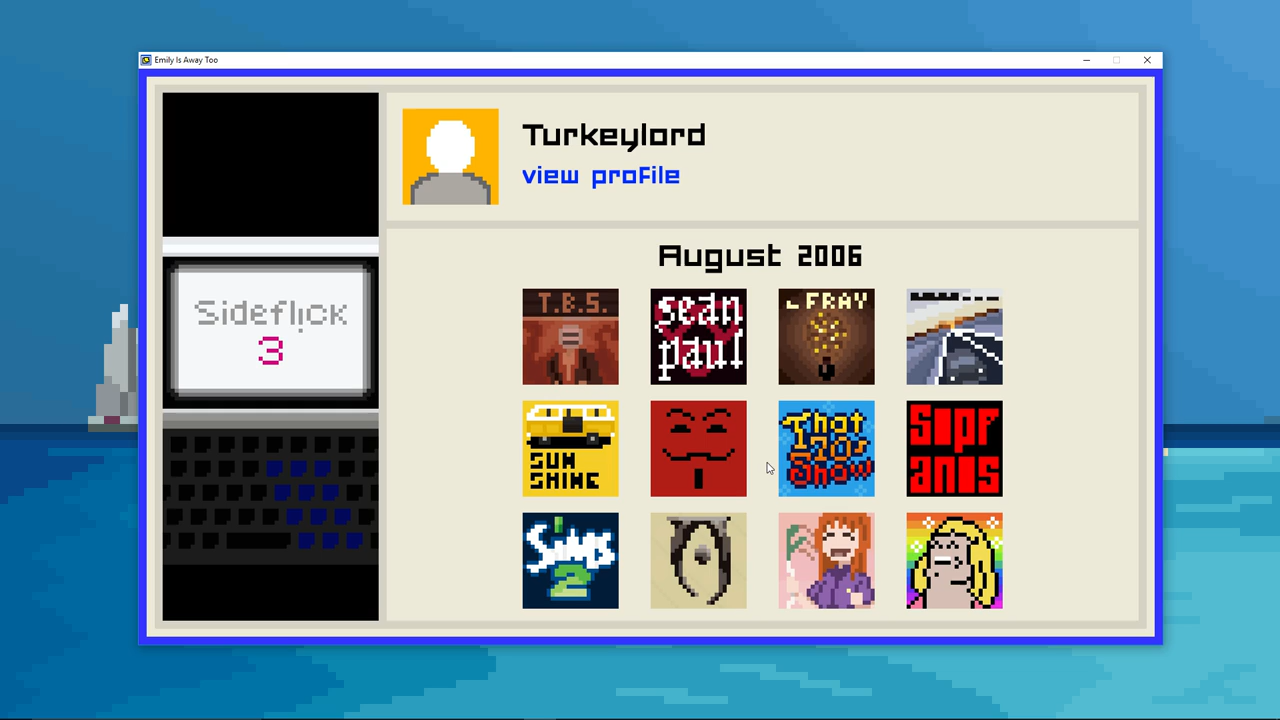 Emily Is Away Too
Turkeylord
view profile
Sideflick
3
August 2006
T.B.S.
sean
paul
FRAY
SUN
SHINE
That
70s
Show
SOPR
ANOS
Sims
2